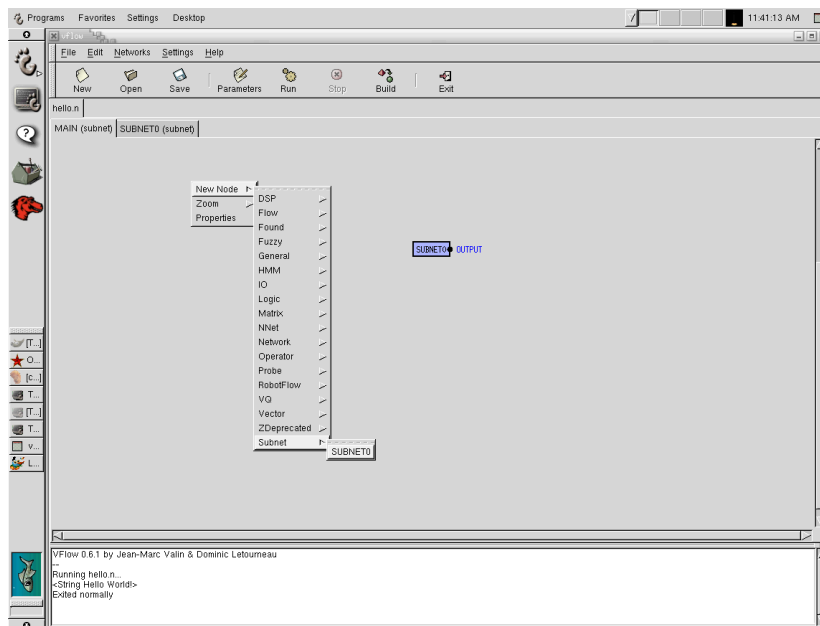 Programs Favorites Settings Desktop
11:41:13 AM
vflow
File Edit Networks Settings Help
New Open Save Parameters Run Stop Build Exit
hello.n
MAIN (subnet) SUBNET0 (subnet)
New Node
Zoom
Properties
DSP
Flow
Found
Fuzzy
General
HMM
IO
Logic
Matrix
NNet
Network
Operator
Probe
RobotFlow
VQ
Vector
ZDeprecated
Subnet
SUBNET0
SUBNET0 OUTPUT
[T...]
O...
[c...]
T...
[T...]
T...
v...
L...
VFlow 0.6.1 by Jean-Marc Valin & Dominic Letourneau
--
Running hello.n...
<String Hello World!>
Exited normally